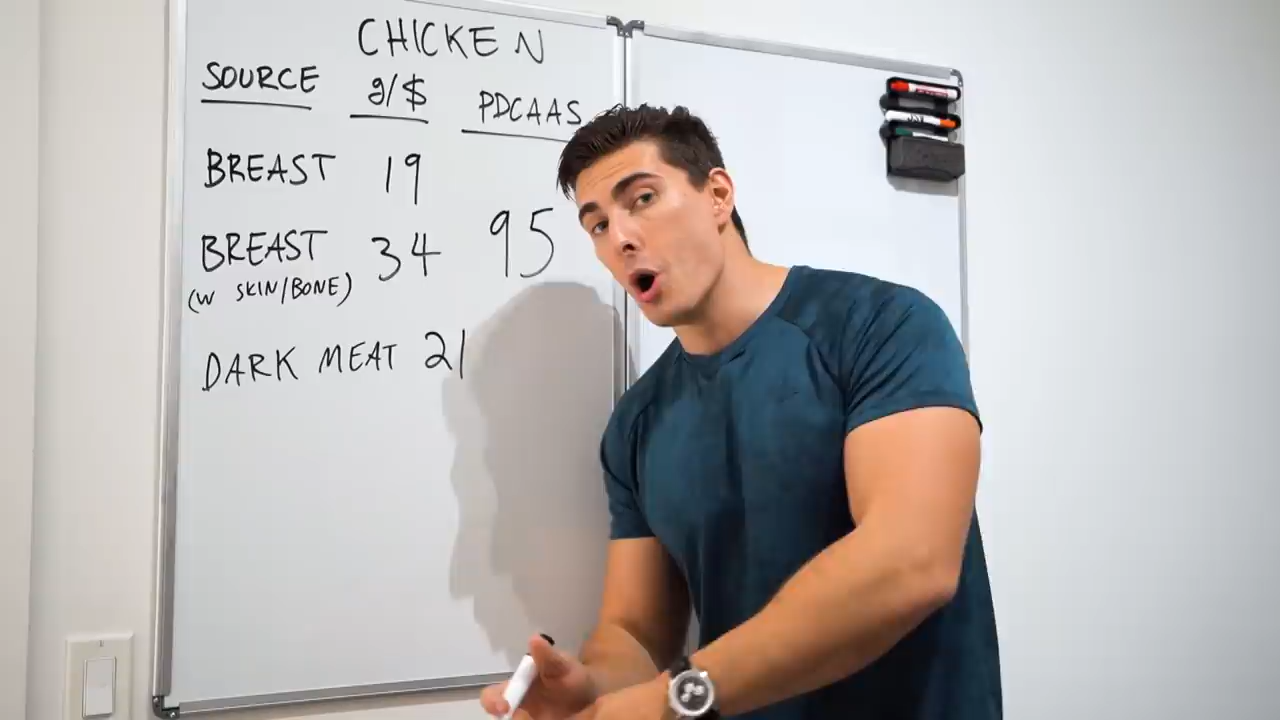 CHICKEN
SOURCE g/$ PDCAAS
BREAST 19
BREAST 34 95
(W SKIN/BONE)
DARK MEAT 21